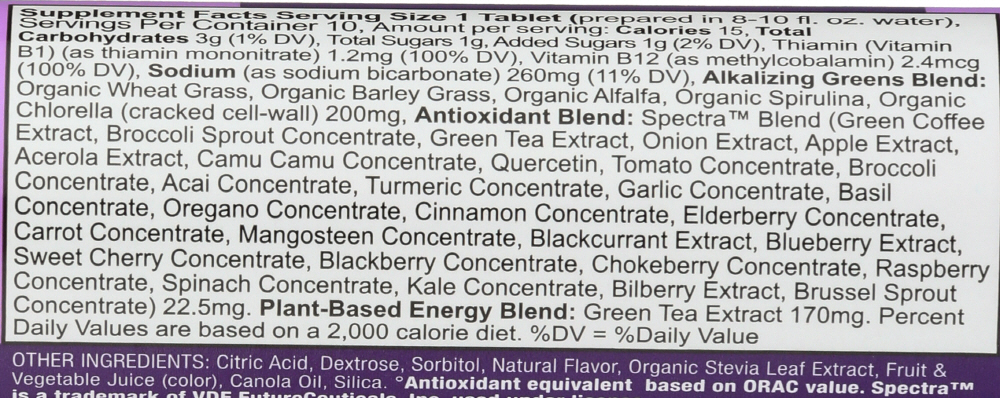 Supplement Facts Serving Size 1 Tablet (prepared in 8-10 fl. oz. water),
Servings Per Container 10, Amount per serving: Calories 15, Total
Carbohydrates 3g (1% DV), Total Sugars 1g, Added Sugars 1g (2% DV), Thiamin (Vitamin
B1) (as thiamin mononitrate) 1.2mg (100% DV), Vitamin B12 (as methylcobalamin) 2.4mcg
(100% DV), Sodium (as sodium bicarbonate) 260mg (11% DV), Alkalizing Greens Blend:
Organic Wheat Grass, Organic Barley Grass, Organic Alfalfa, Organic Spirulina, Organic
Chlorella (cracked cell-wall) 200mg, Antioxidant Blend: Spectra™ Blend (Green Coffee
Extract, Broccoli Sprout Concentrate, Green Tea Extract, Onion Extract, Apple Extract,
Acerola Extract, Camu Camu Concentrate, Quercetin, Tomato Concentrate, Broccoli
Concentrate, Acai Concentrate, Turmeric Concentrate, Garlic Concentrate, Basil
Concentrate, Oregano Concentrate, Cinnamon Concentrate, Elderberry Concentrate,
Carrot Concentrate, Mangosteen Concentrate, Blackcurrant Extract, Blueberry Extract,
Sweet Cherry Concentrate, Blackberry Concentrate, Chokeberry Concentrate, Raspberry
Concentrate, Spinach Concentrate, Kale Concentrate, Bilberry Extract, Brussel Sprout
Concentrate) 22.5mg. Plant-Based Energy Blend: Green Tea Extract 170mg. Percent
Daily Values are based on a 2,000 calorie diet. %DV = %Daily Value
OTHER INGREDIENTS: Citric Acid, Dextrose, Sorbitol, Natural Flavor, Organic Stevia Leaf Extract, Fruit &
Vegetable Juice (color), Canola Oil, Silica. °Antioxidant equivalent based on ORAC value. Spectra™
is a trademark of VDF FutureCeuticals, Inc. used under